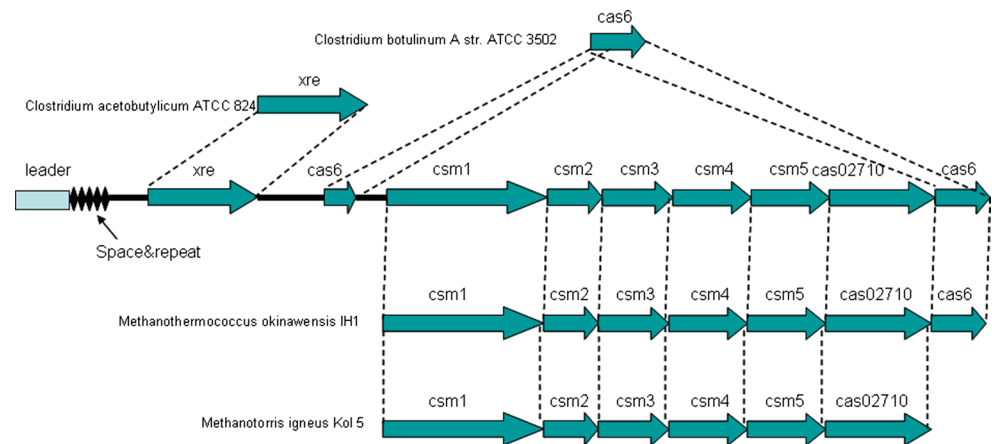 cas6
Clostridium botulinum A str. ATCC 3502
xre
Clostridium acetobutylicum ATCC 824
leader
xre
cas6
csm1
csm2
csm3
csm4
csm5
cas02710
cas6
Space&repeat
csm1
csm2
csm3
csm4
csm5
cas02710
cas6
Methanothermococcus okinawensis IH1
csm1
csm2
csm3
csm4
csm5
cas02710
Methanotorris igneus Kol 5